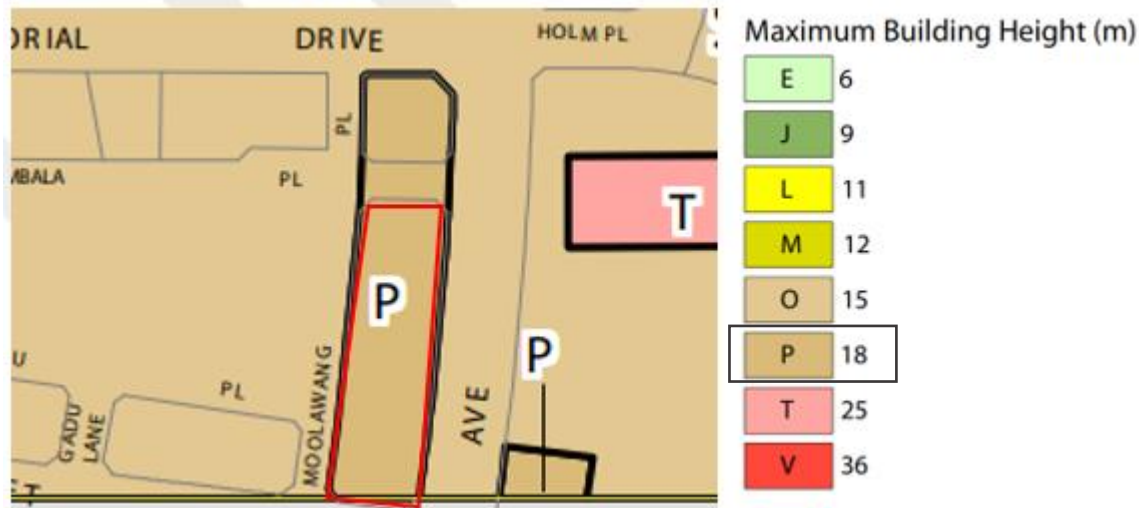 ORIAL
DRIVE
HOLM PL
PL
MBALA
PL
T
P
P
U
PL
GADU
LANE
MOOLAWANG
AVE
ET
Maximum Building Height (m)
E 6
J 9
L 11
M 12
O 15
P 18
T 25
V 36